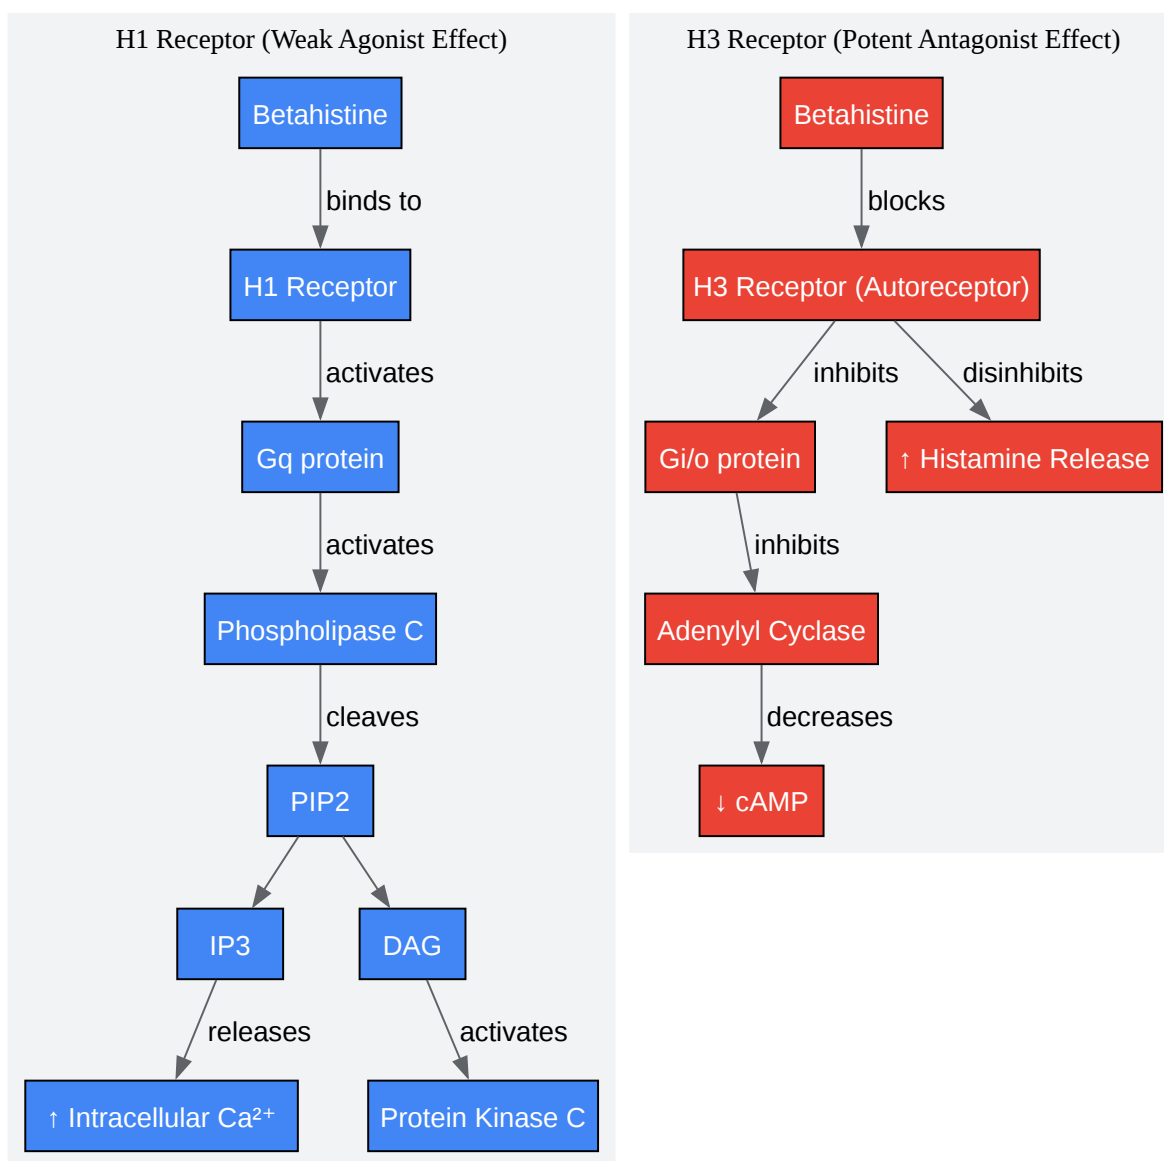 H1 Receptor (Weak Agonist Effect)
Betahistine
binds to
H1 Receptor
activates
Gq protein
activates
Phospholipase C
cleaves
PIP2
IP3
DAG
releases
activates
↑ Intracellular Ca²⁺
Protein Kinase C
H3 Receptor (Potent Antagonist Effect)
Betahistine
blocks
H3 Receptor (Autoreceptor)
inhibits
disinhibits
Gi/o protein
↑ Histamine Release
inhibits
Adenylyl Cyclase
decreases
↓ cAMP